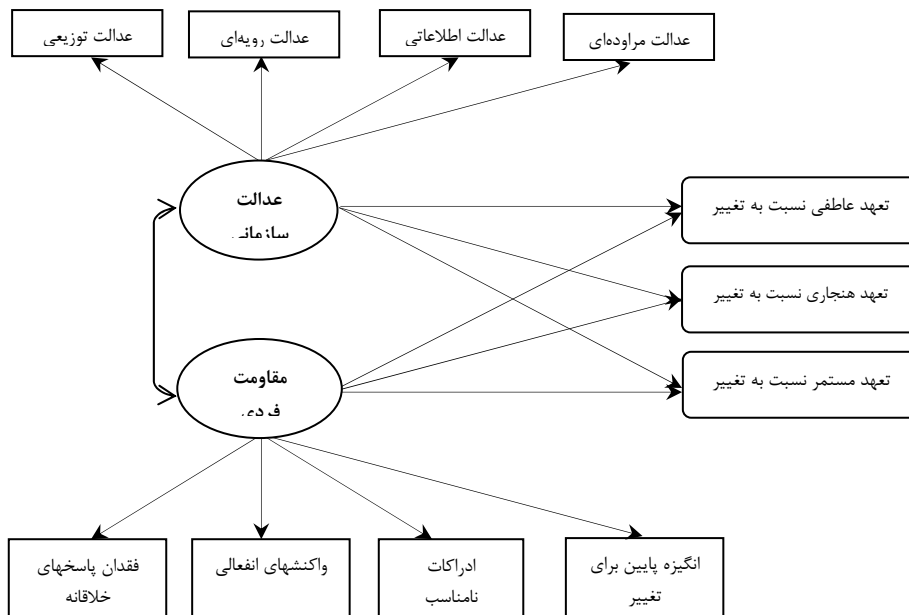 عدالت مراوده‌ای
عدالت اطلاعاتی
عدالت رویه‌ای
عدالت توزیعی
عدالت
سازمانی
تعهد عاطفی نسبت به تغییر
تعهد هنجاری نسبت به تغییر
تعهد مستمر نسبت به تغییر
مقاومت
فردی
انگیزه پایین برای
تغییر
ادراکات
نامناسب
واکنشهای انفعالی
فقدان پاسخهای
خلاقانه